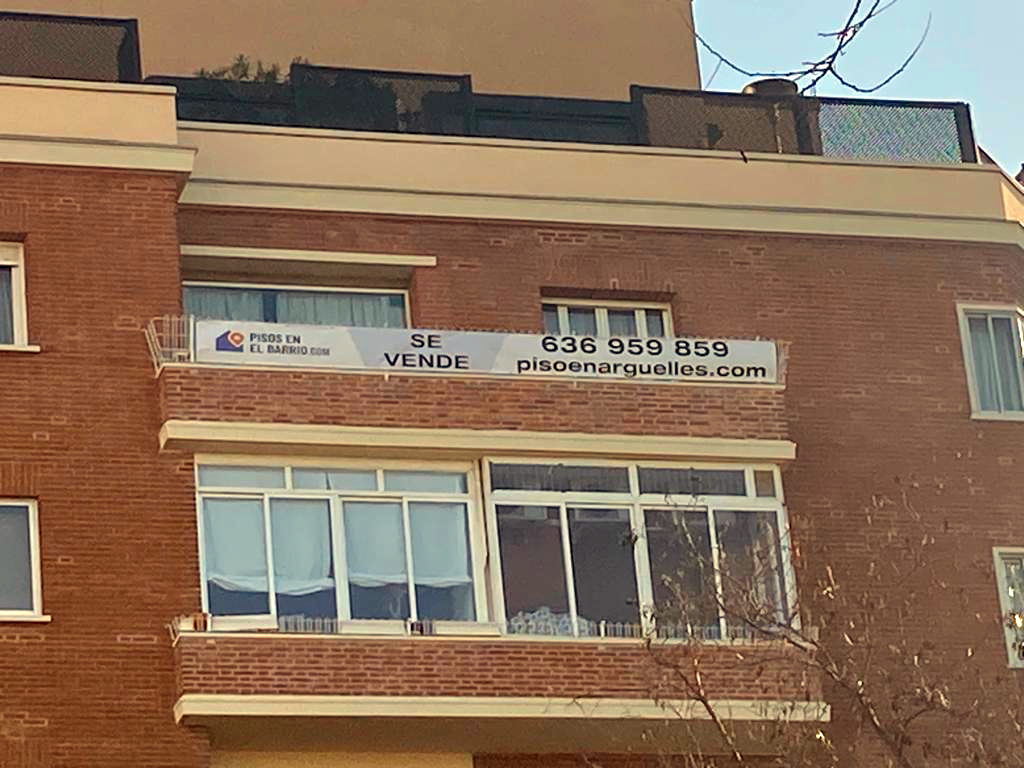 PISOS EN
EL BARRIO.COM
SE
VENDE
636 959 859
pisoenarguelles.com